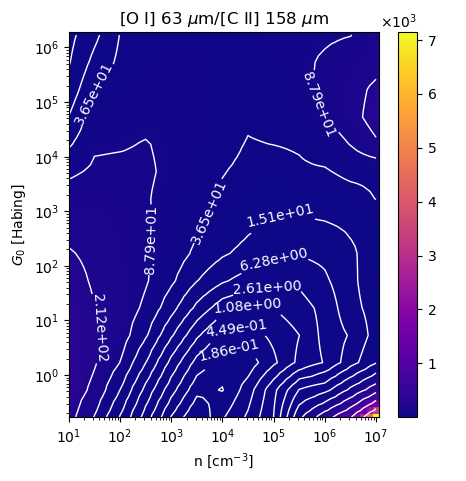 [O I] 63 μm/[C II] 158 μm
×10³
10⁶
10⁵
10⁴
10³
10²
10¹
10⁰
G₀ [Habing]
3.65e+01
8.79e+01
8.79e+01
3.65e+01
1.51e+01
6.28e+00
2.61e+00
1.08e+00
4.49e-01
1.86e-01
2.12e+02
10¹ 10² 10³ 10⁴ 10⁵ 10⁶ 10⁷
n [cm⁻³]
7
6
5
4
3
2
1